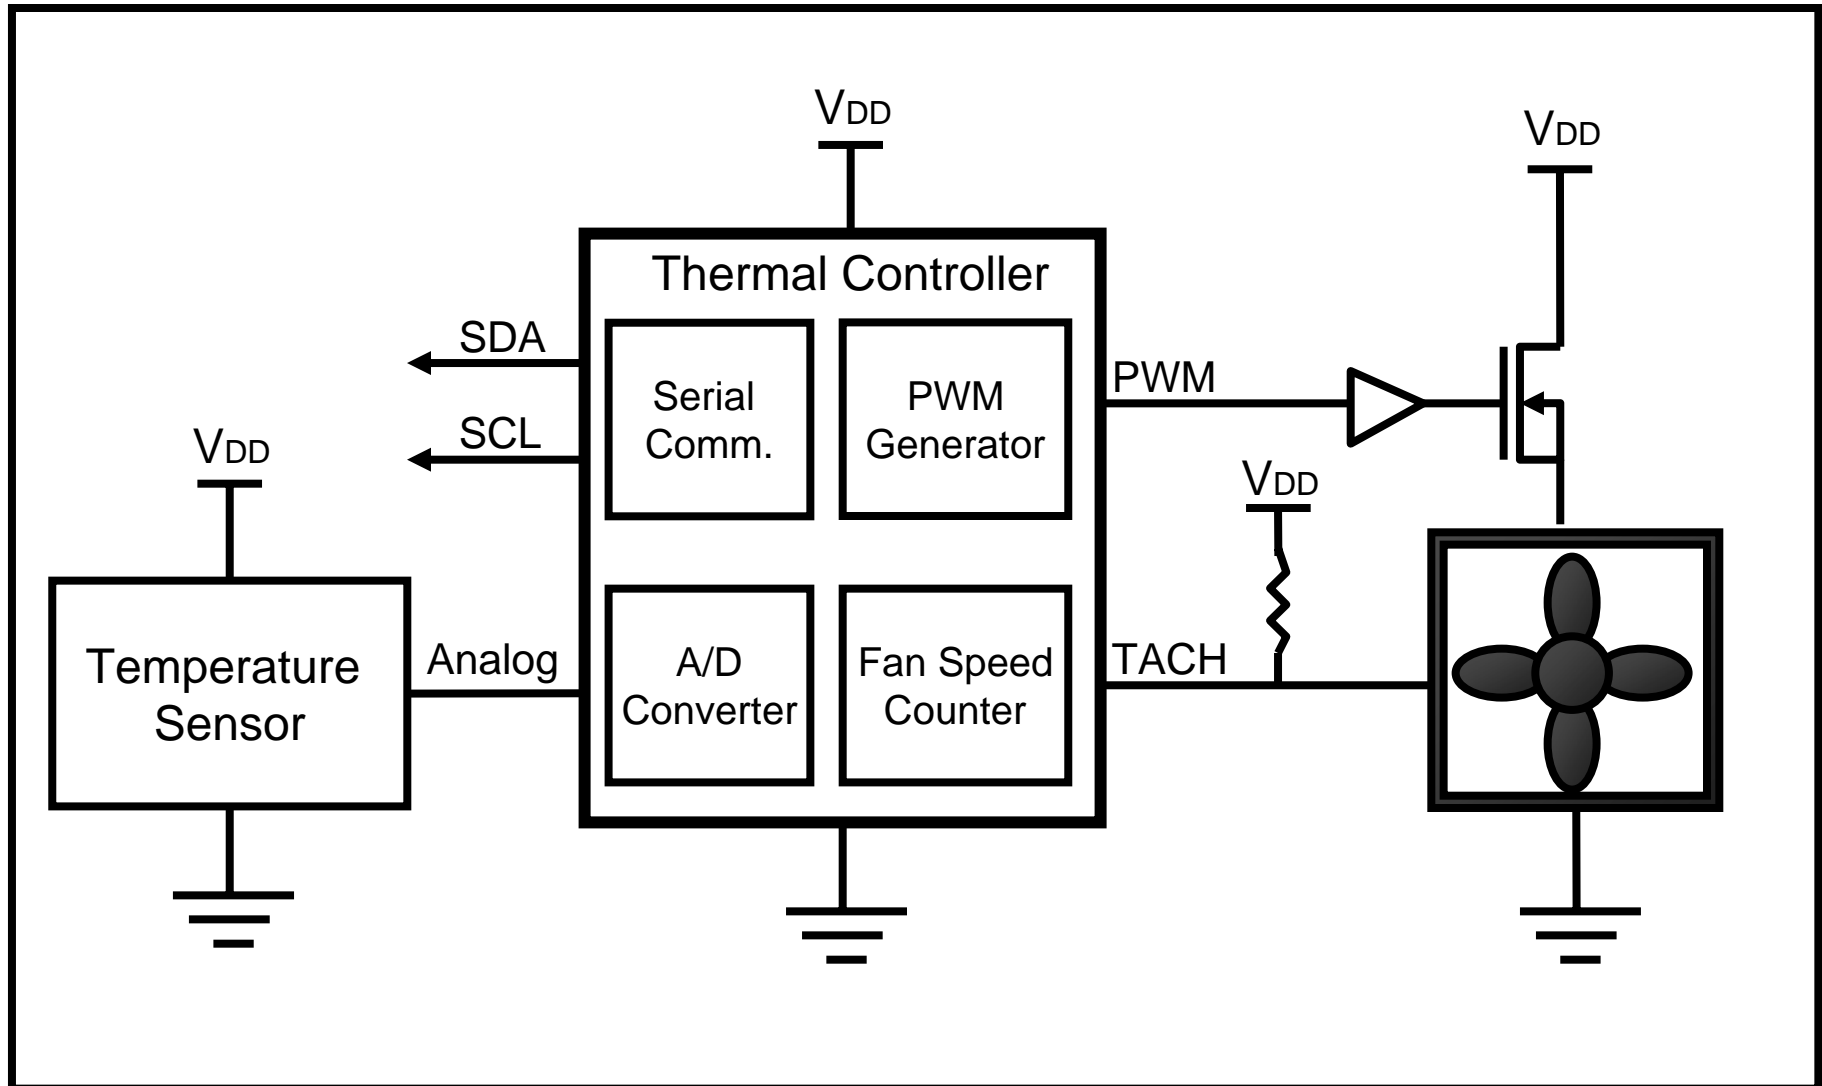 VDD
VDD
Thermal Controller
SDA
Serial
Comm.
PWM
Generator
PWM
SCL
VDD
VDD
Temperature
Sensor
Analog
A/D
Converter
Fan Speed
Counter
TACH